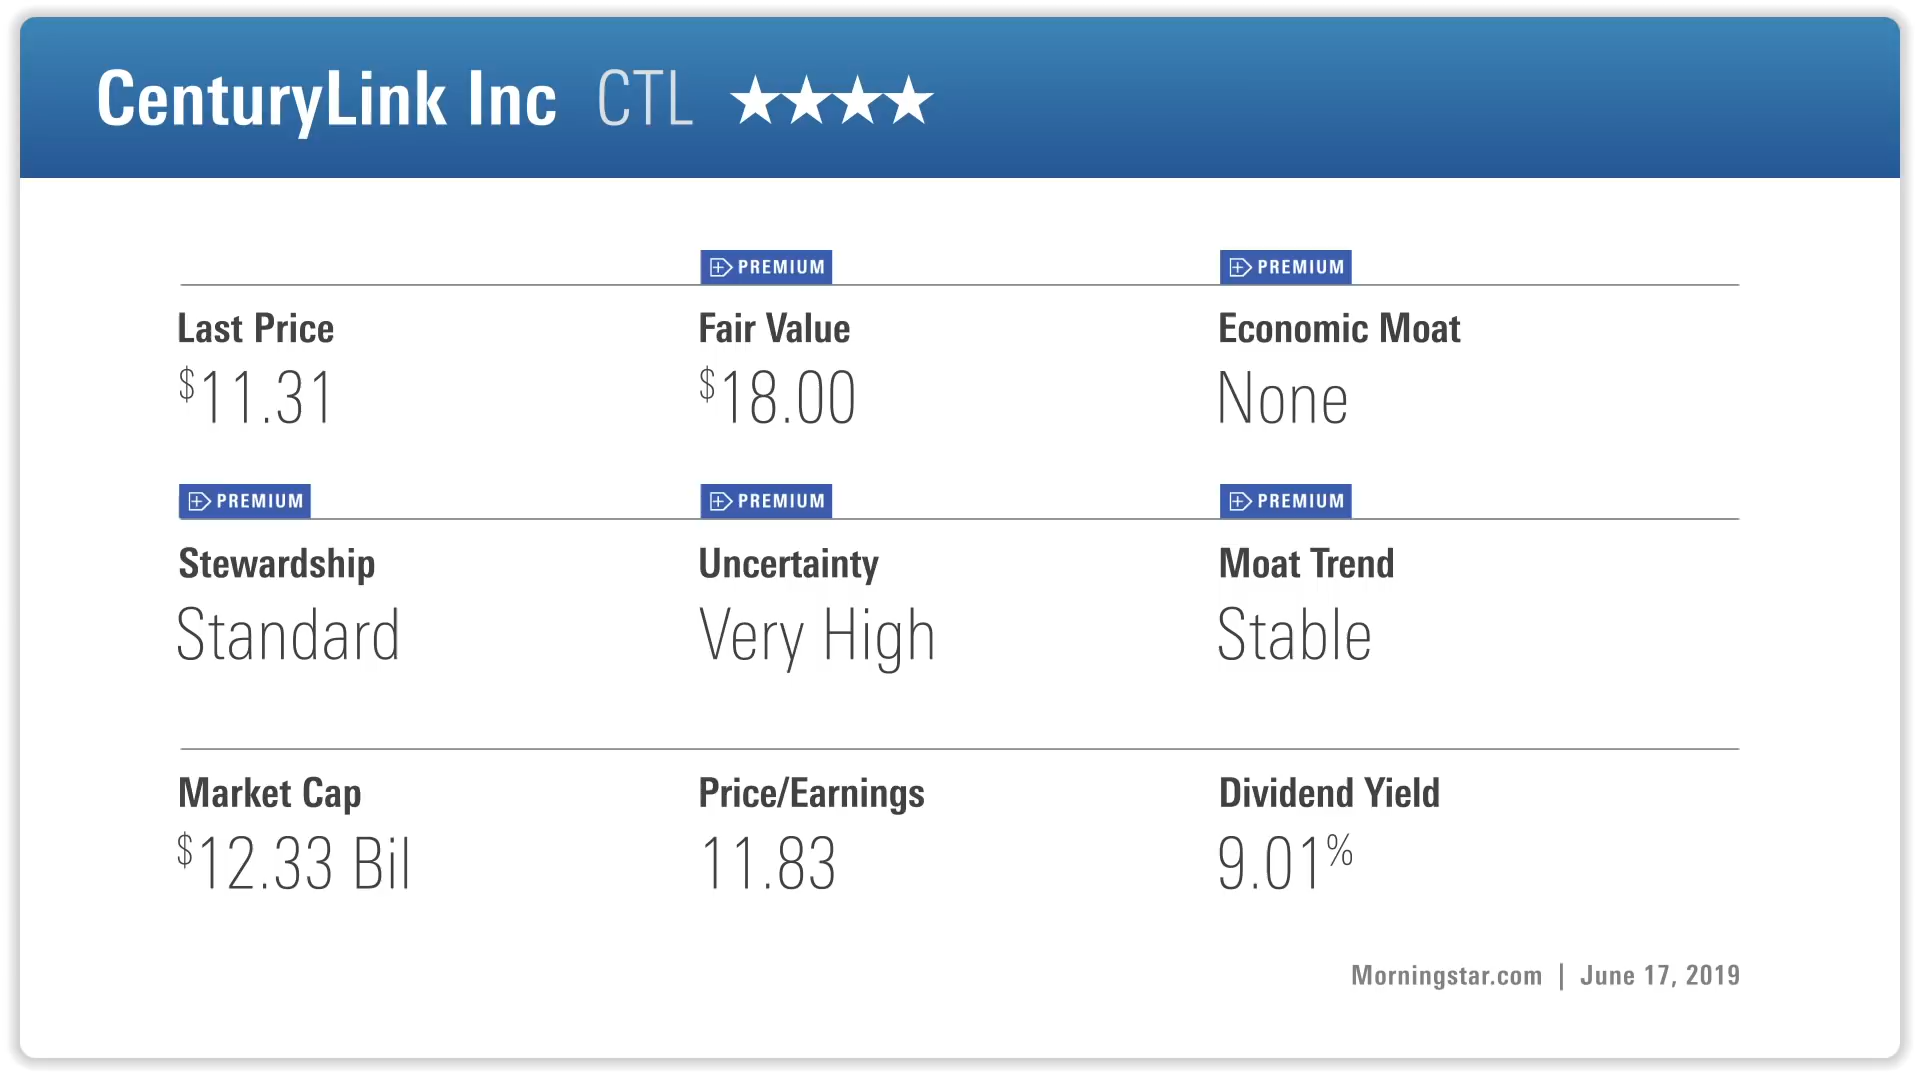 CenturyLink Inc CTL ★★★★
PREMIUM PREMIUM
Last Price Fair Value Economic Moat
$11.31 $18.00 None
PREMIUM PREMIUM PREMIUM
Stewardship Uncertainty Moat Trend
Standard Very High Stable
Market Cap Price/Earnings Dividend Yield
$12.33 Bil 11.83 9.01%
Morningstar.com | June 17, 2019